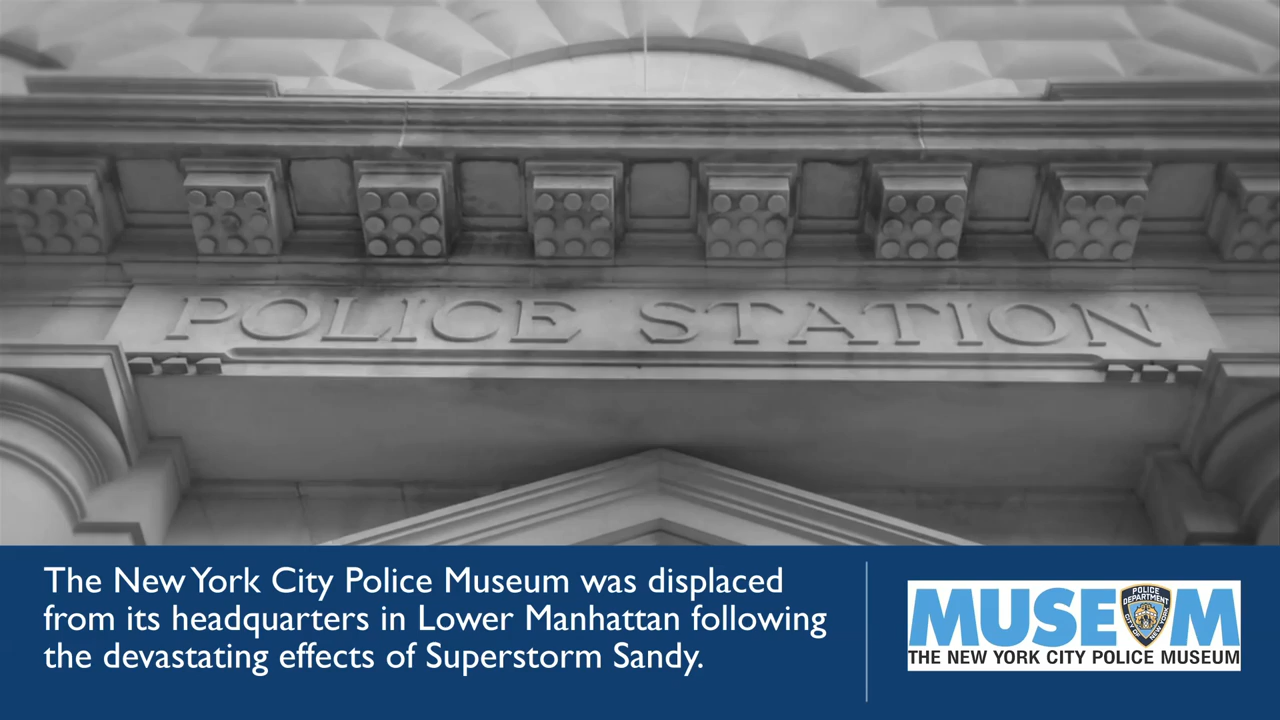 POLICE STATION
The New York City Police Museum was displaced
from its headquarters in Lower Manhattan following
the devastating effects of Superstorm Sandy.
MUSEUM
POLICE
DEPARTMENT
CITY OF NEW YORK
THE NEW YORK CITY POLICE MUSEUM